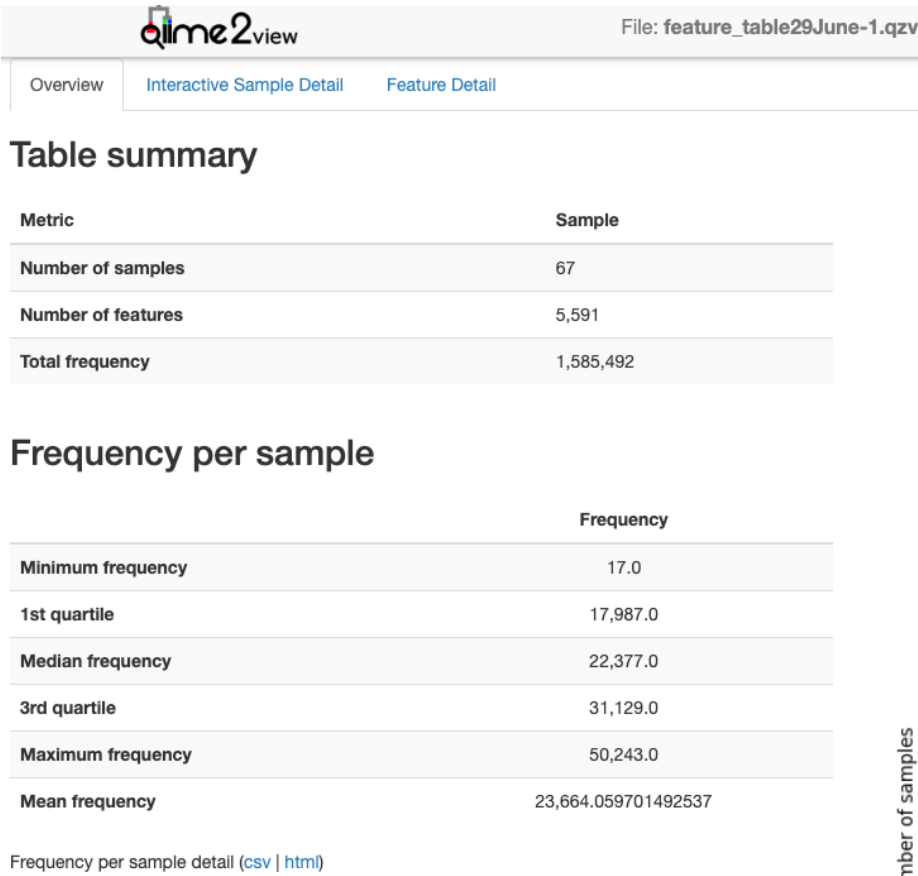 qiime2view File: feature_table29June-1.qzv
Overview Interactive Sample Detail Feature Detail
Table summary
Metric Sample
Number of samples 67
Number of features 5,591
Total frequency 1,585,492
Frequency per sample
Frequency
Minimum frequency 17.0
1st quartile 17,987.0
Median frequency 22,377.0
3rd quartile 31,129.0
Maximum frequency 50,243.0
Mean frequency 23,664.059701492537
Frequency per sample detail (csv | html)
mber of samples